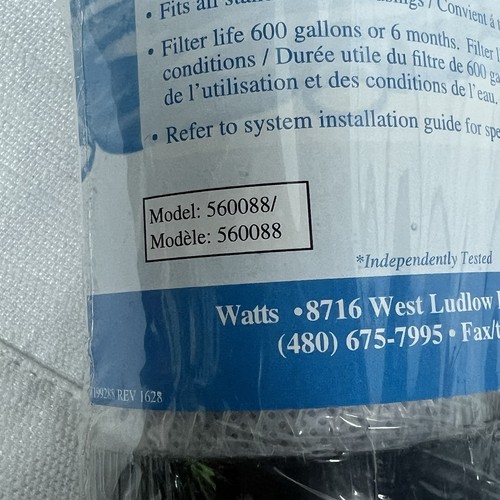 • Fits all
/ Convient à
• Filter life 600 gallons or 6 months. Filter
conditions / Durée utile du filtre de 600
de l'utilisation et des conditions de l'eau
• Refer to system installation guide for
Model: 560088/
Modèle: 560088
*Independently Tested
Watts •8716 West Ludlow
(480) 675-7995 • Fax/
REV 1628